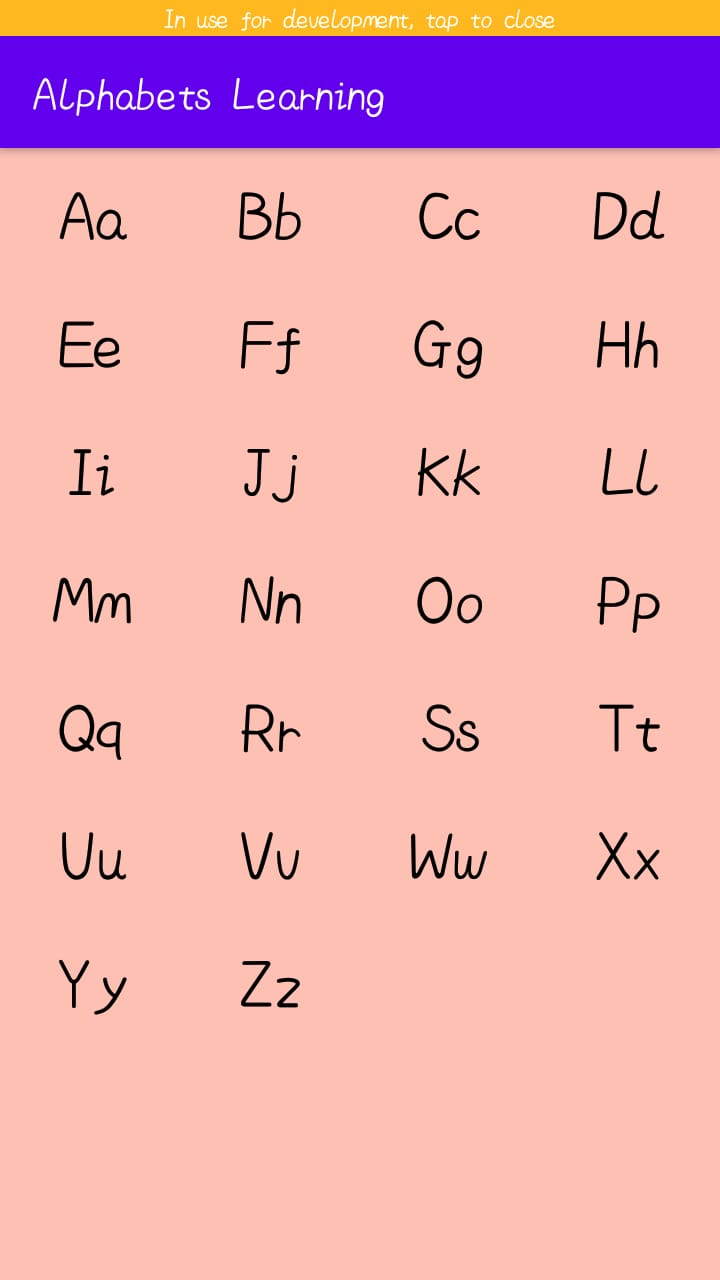 In use for development, tap to close
Alphabets Learning
Aa Bb Cc Dd
Ee Ff Gg Hh
Ii Jj Kk Ll
Mm Nn Oo Pp
Qq Rr Ss Tt
Uu Vv Ww Xx
Yy Zz